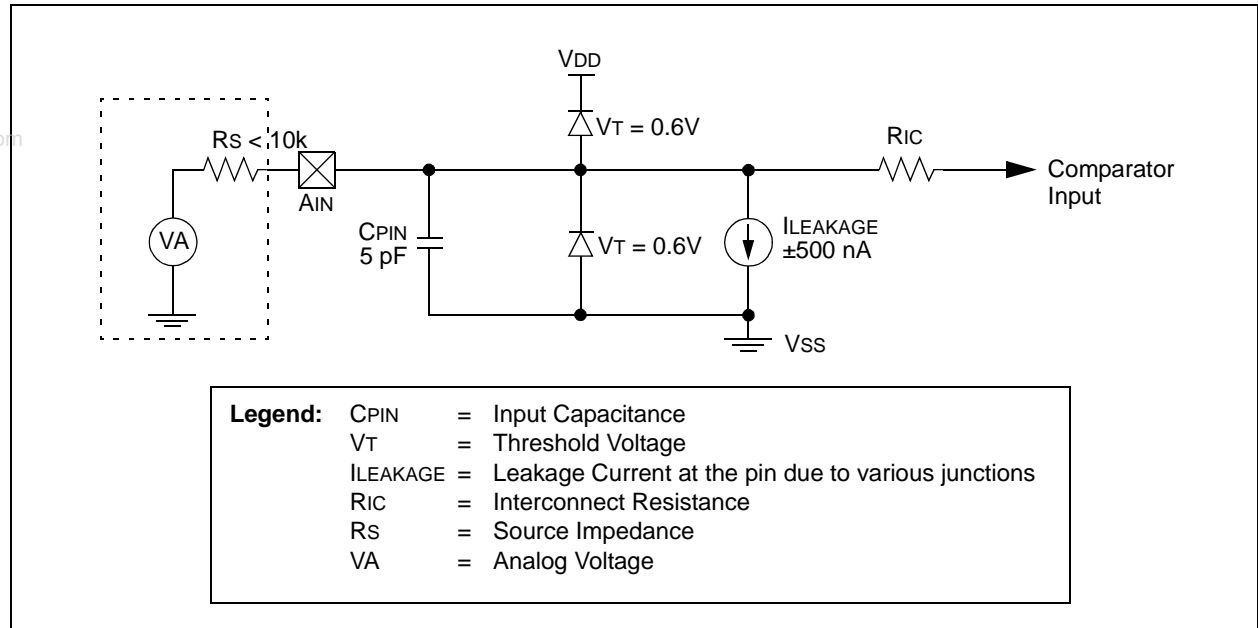 VDD
VT = 0.6V
RS < 10k
RIC
om
AIN
Comparator
Input
CPIN
5 pF
VA
VT = 0.6V
ILEAKAGE
±500 nA
VSS
Legend: CPIN = Input Capacitance
VT = Threshold Voltage
ILEAKAGE = Leakage Current at the pin due to various junctions
RIC = Interconnect Resistance
RS = Source Impedance
VA = Analog Voltage